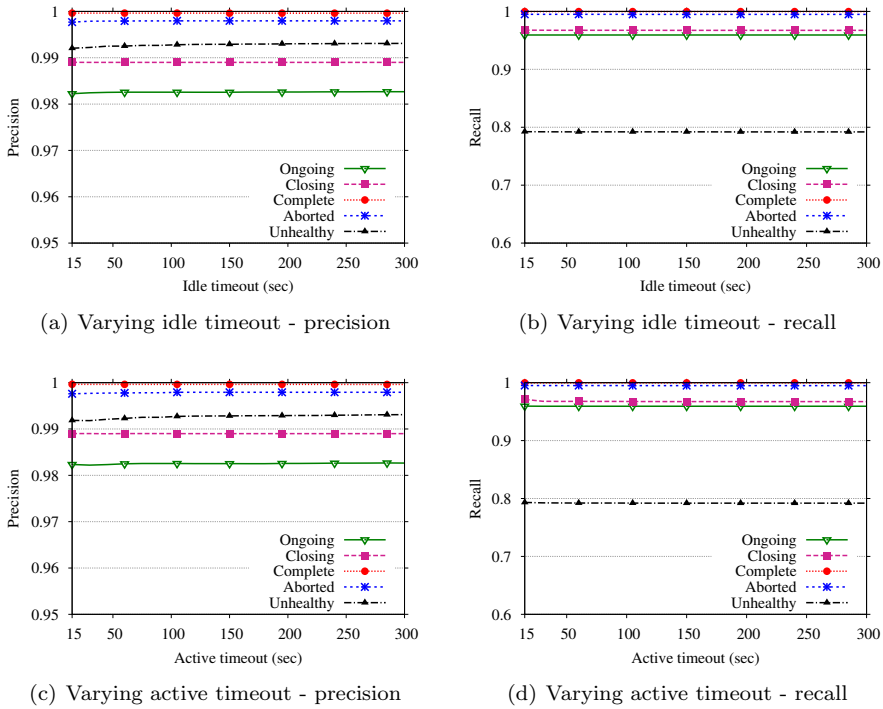 1
0.99
0.98
0.97
0.96
0.95
Precision
Ongoing
Closing
Complete
Aborted
Unhealthy
15 50 100 150 200 250 300
Idle timeout (sec)
(a) Varying idle timeout - precision
1
0.9
0.8
0.7
0.6
Recall
Ongoing
Closing
Complete
Aborted
Unhealthy
15 50 100 150 200 250 300
Idle timeout (sec)
(b) Varying idle timeout - recall
1
0.99
0.98
0.97
0.96
0.95
Precision
Ongoing
Closing
Complete
Aborted
Unhealthy
15 50 100 150 200 250 300
Active timeout (sec)
(c) Varying active timeout - precision
1
0.9
0.8
0.7
0.6
Recall
Ongoing
Closing
Complete
Aborted
Unhealthy
15 50 100 150 200 250 300
Active timeout (sec)
(d) Varying active timeout - recall